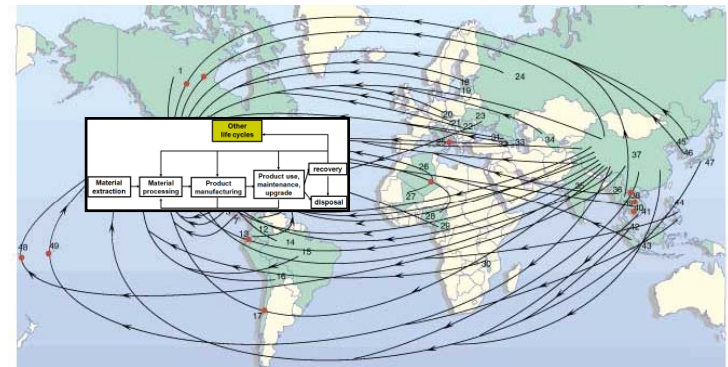 1
24
18
19
20
21
22
23
34
33
37
45
46
47
26
27
28
29
30
36
40
41
42
43
44
48
49
13
12
14
15
16
17
Other
life cycles
Material
extraction
Material
processing
Product
manufacturing
Product use,
maintenance,
upgrade
recovery
disposal